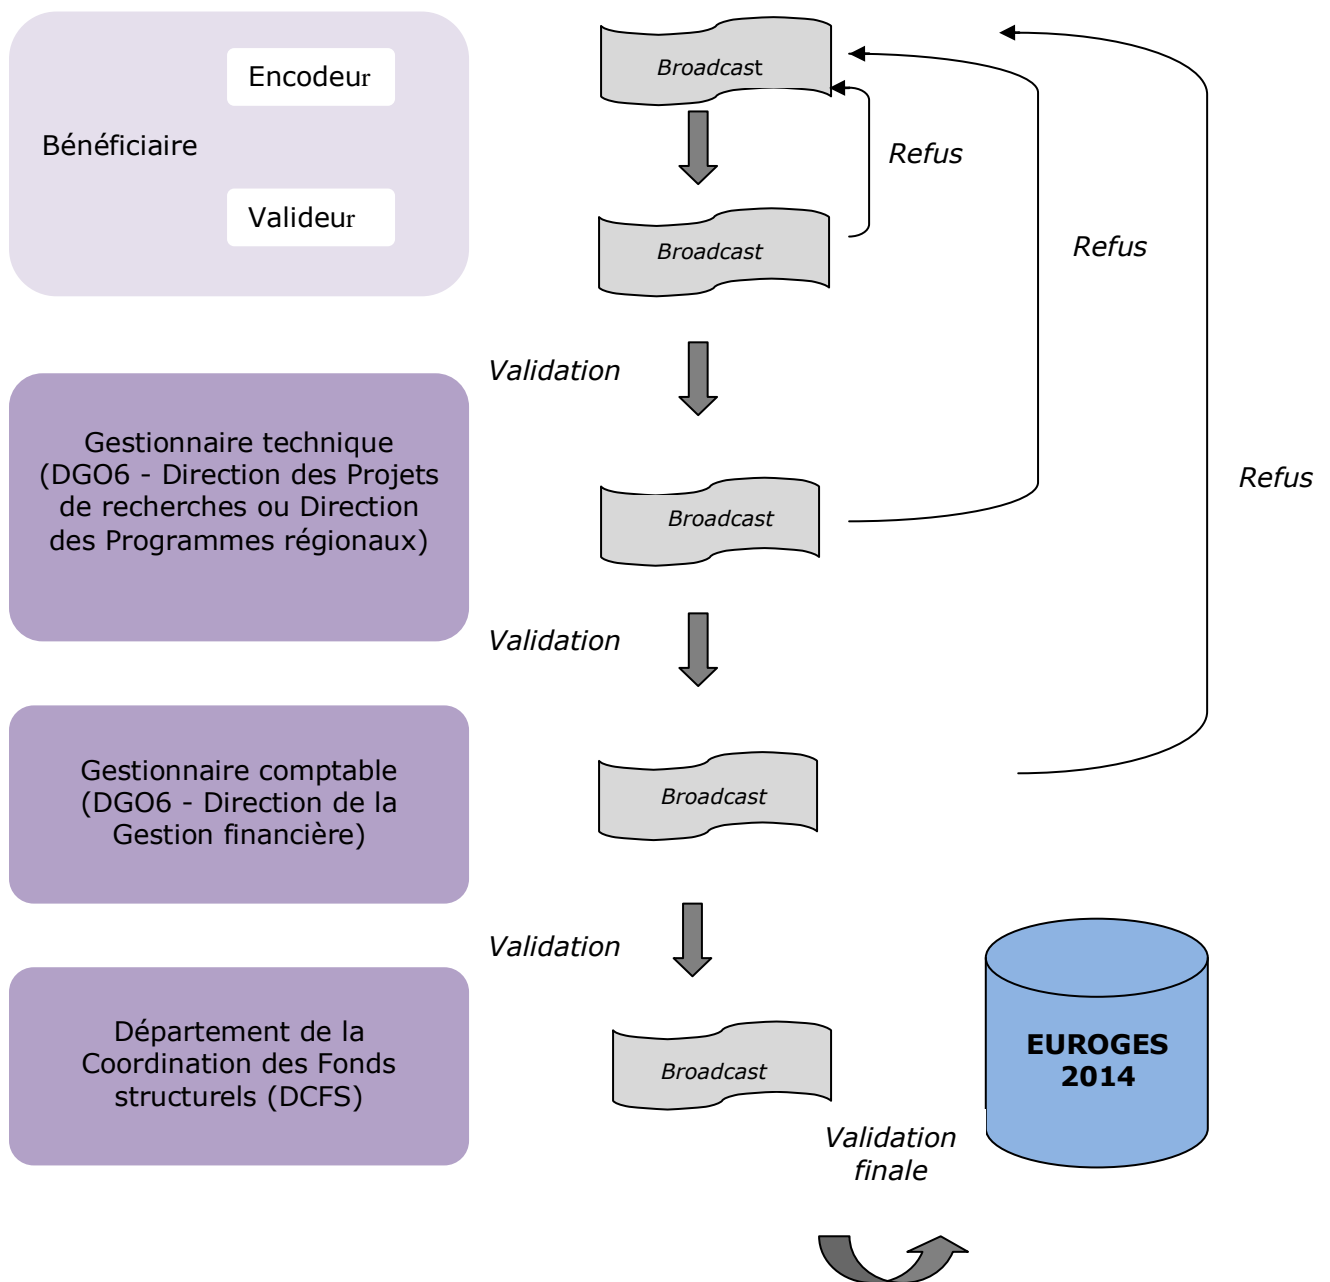 Encodeur
Bénéficiaire
Valideur
Broadcast
Refus
Broadcast
Refus
Validation
Gestionnaire technique
(DGO6 - Direction des Projets
de recherches ou Direction
des Programmes régionaux)
Broadcast
Refus
Validation
Gestionnaire comptable
(DGO6 - Direction de la
Gestion financière)
Broadcast
Validation
Département de la
Coordination des Fonds
structurels (DCFS)
Broadcast
EUROGES
2014
Validation
finale